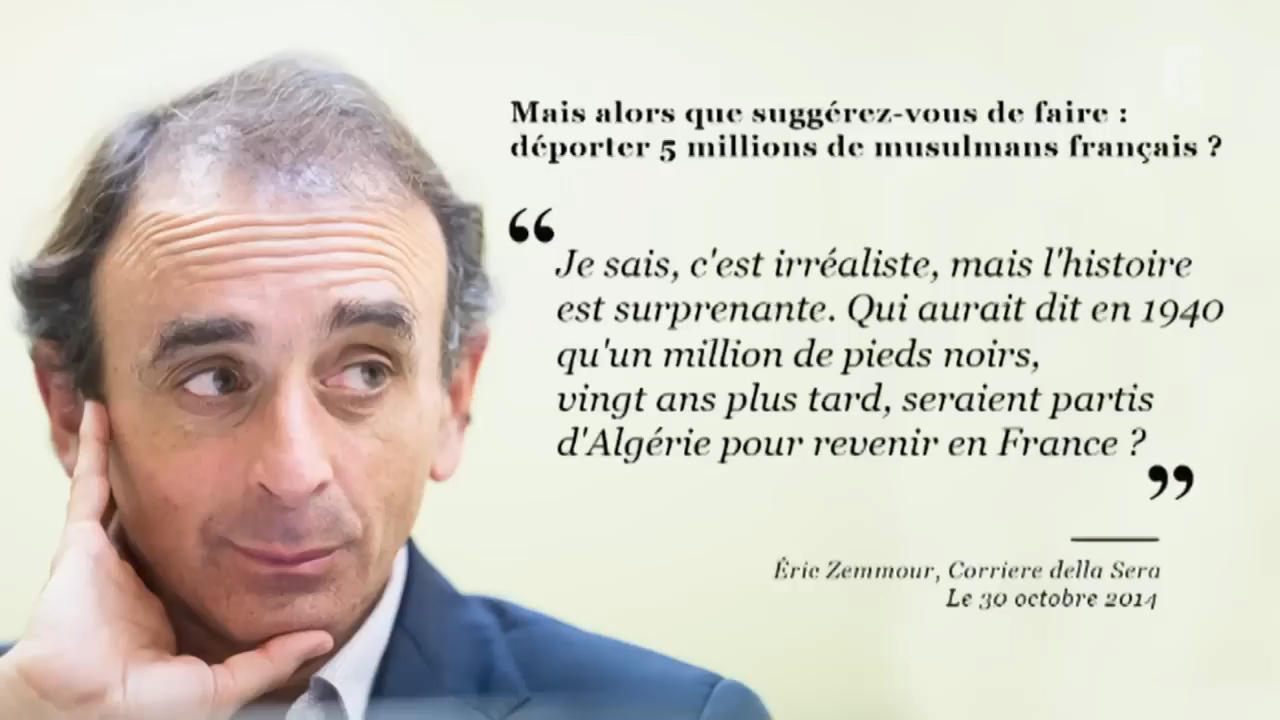 Mais alors que suggérez-vous de faire :
déporter 5 millions de musulmans français ?
“
Je sais, c'est irréaliste, mais l'histoire
est surprenante. Qui aurait dit en 1940
qu'un million de pieds noirs,
vingt ans plus tard, seraient partis
d'Algérie pour revenir en France ?
”
Éric Zemmour, Corriere della Sera
Le 30 octobre 2014